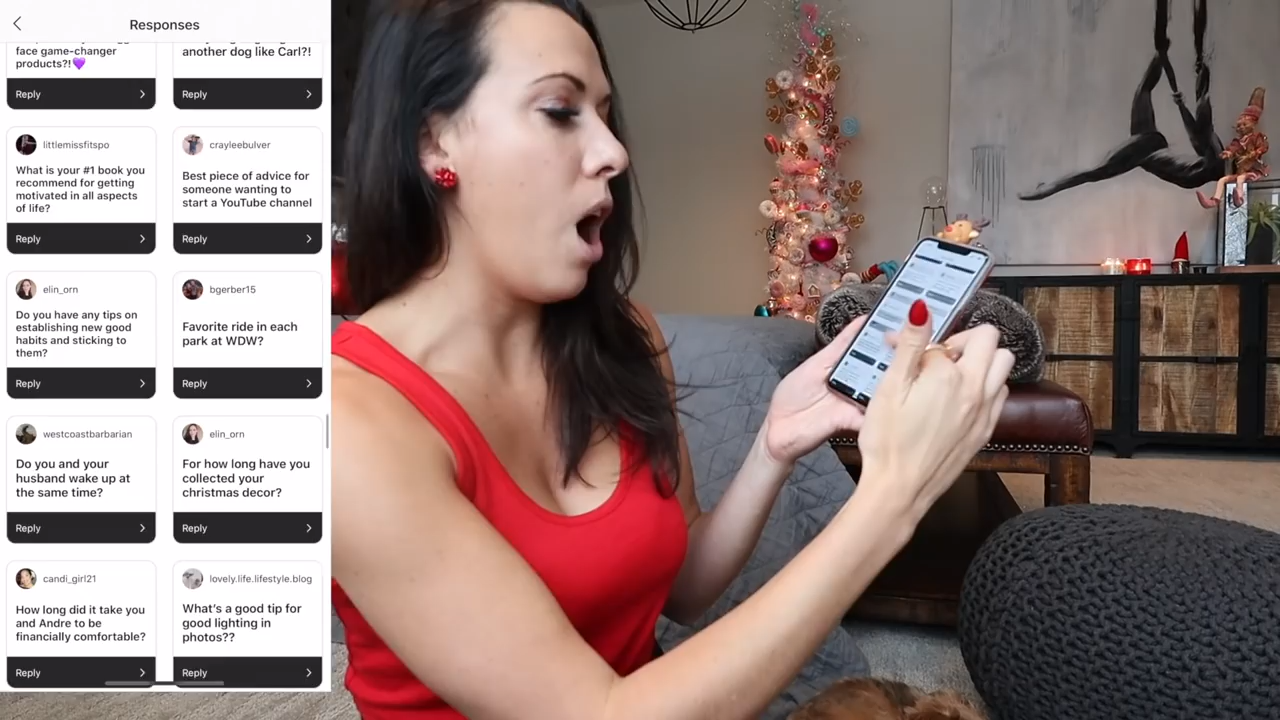 Responses
face game-changer
products?!💜
Reply
another dog like Carl?!
Reply
littlemissfitspo
What is your #1 book you
recommend for getting
motivated in all aspects
of life?
Reply
crayleebulver
Best piece of advice for
someone wanting to
start a YouTube channel
Reply
elin_orn
Do you have any tips on
establishing new good
habits and sticking to
them?
Reply
bgerber15
Favorite ride in each
park at WDW?
Reply
westcoastbarbarian
Do you and your
husband wake up at
the same time?
Reply
elin_orn
For how long have you
collected your
christmas decor?
Reply
candi_girl21
How long did it take you
and Andre to be
financially comfortable?
Reply
lovely.life.lifestyle.blog
What's a good tip for
good lighting in
photos??
Reply